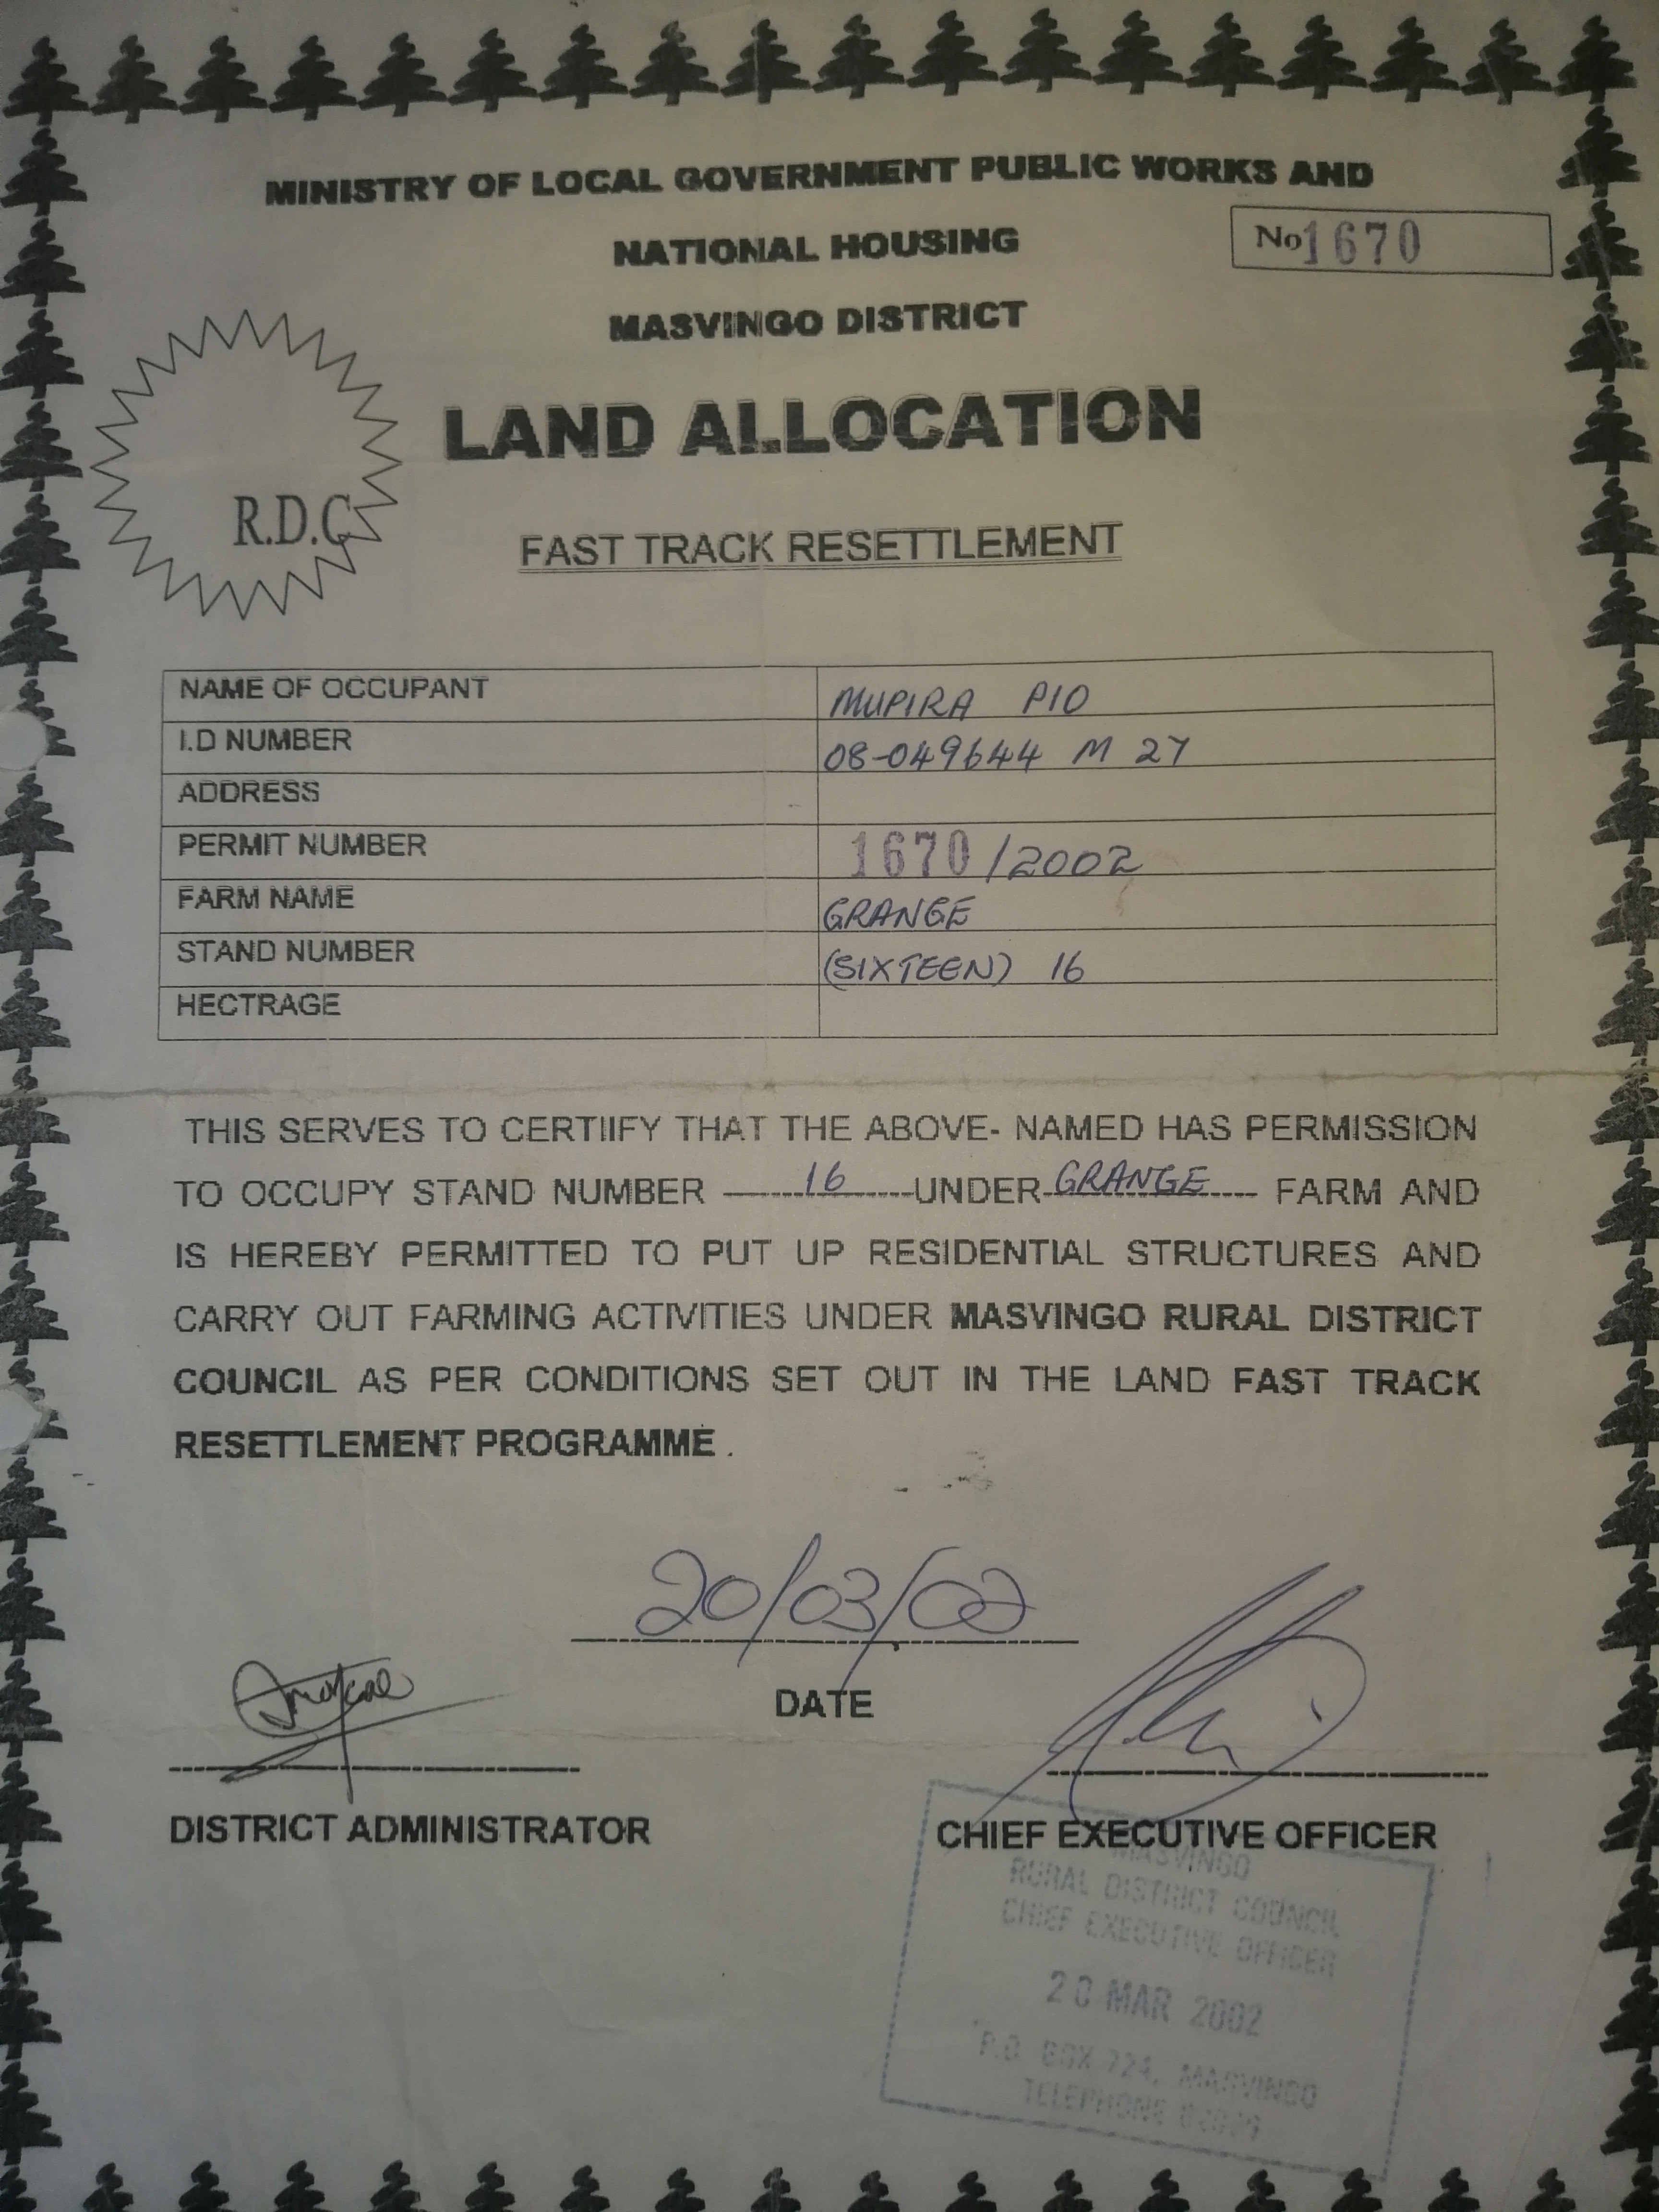 MINISTRY OF LOCAL GOVERNMENT PUBLIC WORKS AND
NATIONAL HOUSING
No 1670
MASVINGO DISTRICT
LAND ALLOCATION
R.D.C
FAST TRACK RESETTLEMENT
NAME OF OCCUPANT MUPIRA PIO
I.D NUMBER 08-049644 M 27
ADDRESS
PERMIT NUMBER 1670/2002
FARM NAME GRANGE
STAND NUMBER (SIXTEEN) 16
HECTRAGE
THIS SERVES TO CERTIIFY THAT THE ABOVE- NAMED HAS PERMISSION
TO OCCUPY STAND NUMBER 16 UNDER GRANGE FARM AND
IS HEREBY PERMITTED TO PUT UP RESIDENTIAL STRUCTURES AND
CARRY OUT FARMING ACTIVITIES UNDER MASVINGO RURAL DISTRICT
COUNCIL AS PER CONDITIONS SET OUT IN THE LAND FAST TRACK
RESETTLEMENT PROGRAMME .
20/03/02
DATE
DISTRICT ADMINISTRATOR
CHIEF EXECUTIVE OFFICER
MASVINGO
RURAL DISTRICT COUNCIL
CHIEF EXECUTIVE OFFICER
20 MAR 2002
P.O. BOX 724, MASVINGO
TELEPHONE